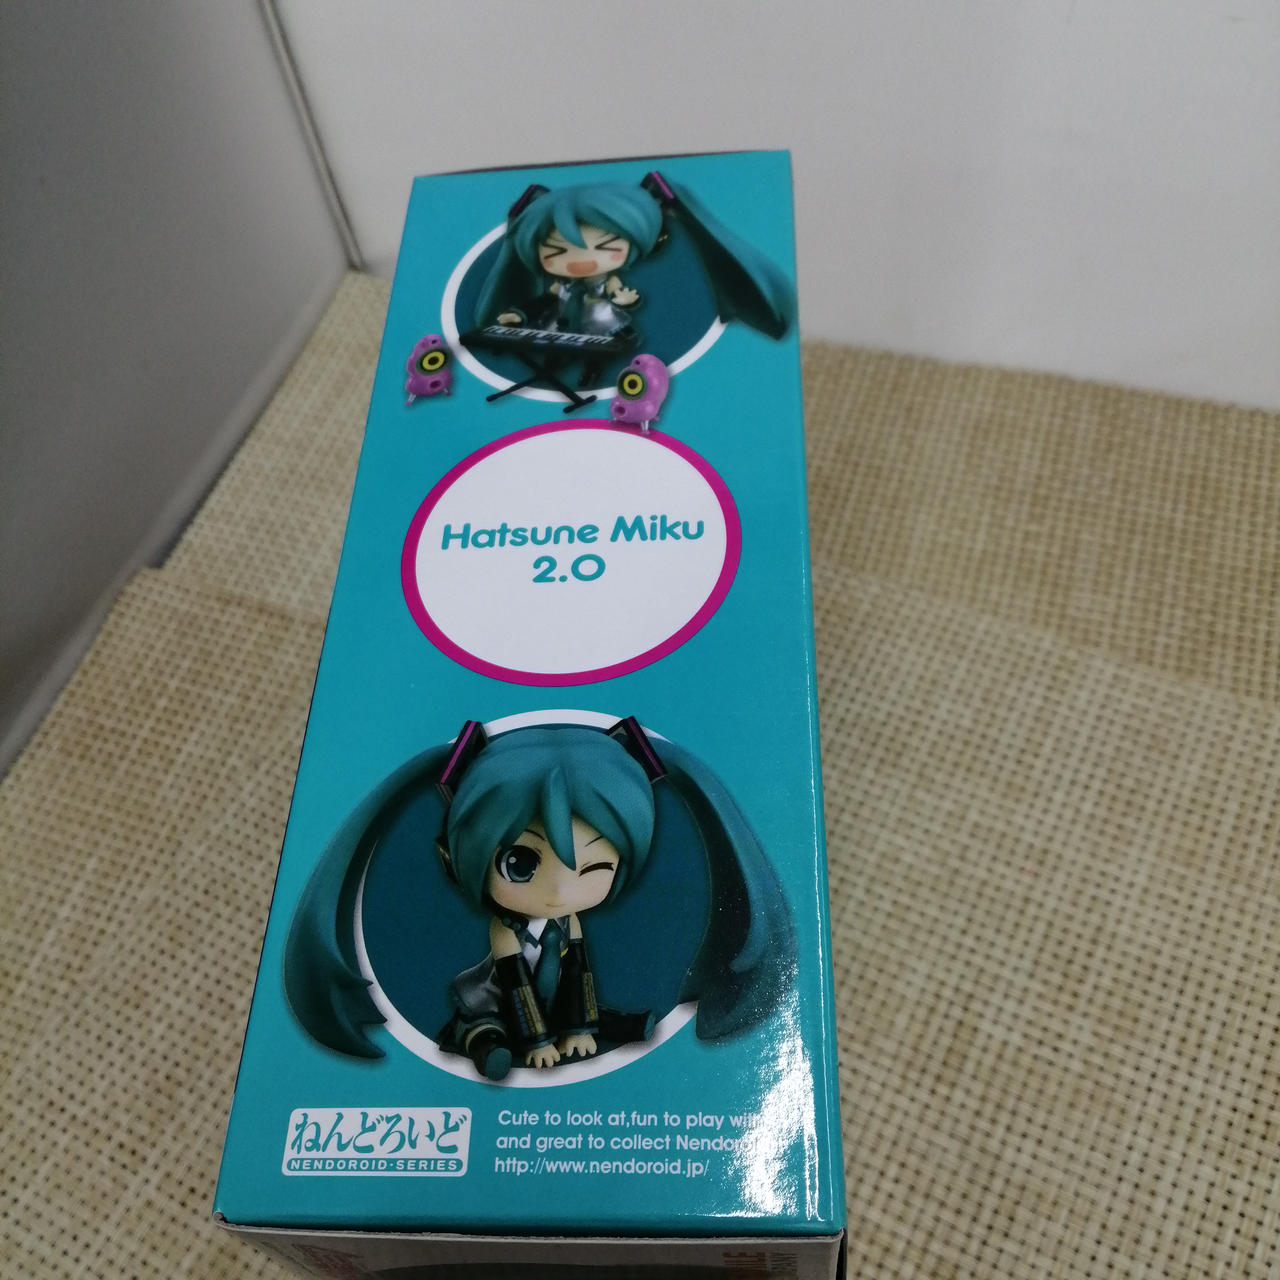 Hatsune Miku
2.0
ねんどろいど
NENDOROID·SERIES
Cute to look at,fun to play
and great to collect
http://www.nendoroid.jp/